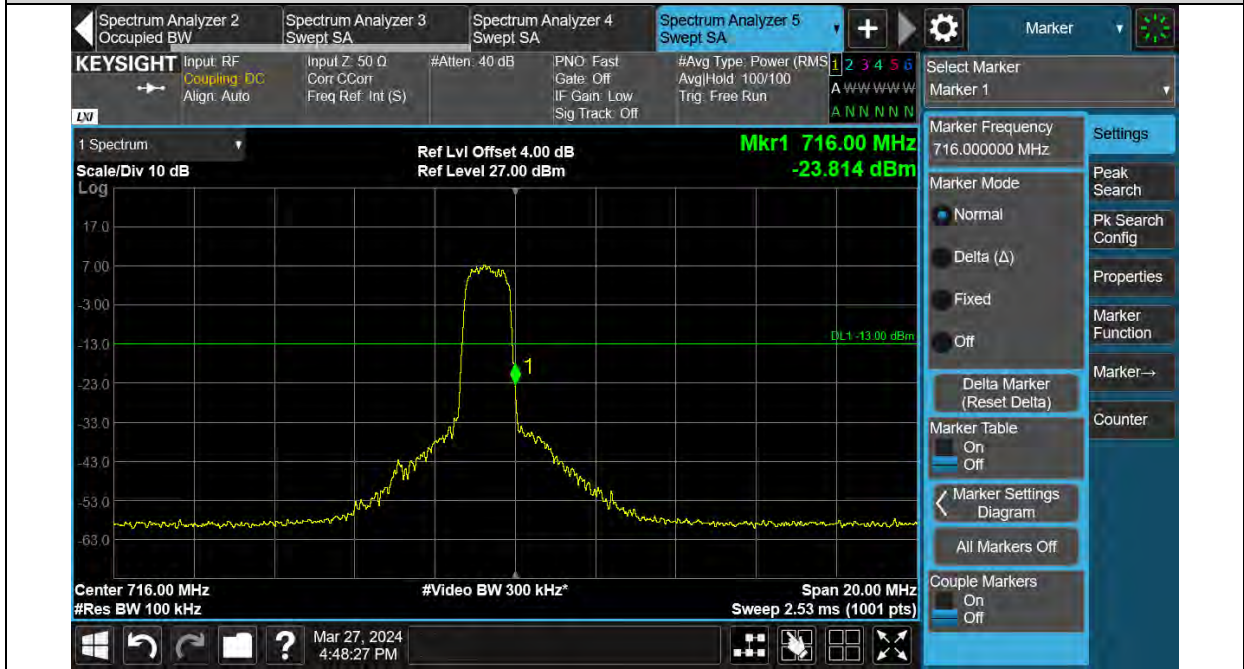 Spectrum Analyzer 2
Occupied BW
Spectrum Analyzer 3
Swept SA
Spectrum Analyzer 4
Swept SA
Spectrum Analyzer 5
Swept SA
+
Marker
KEYSIGHT
LXI
Input: RF
Coupling: DC
Align: Auto
Input Z: 50 Ω
Corr CCorr
Freq Ref: Int (S)
#Atten: 40 dB
PNO: Fast
Gate: Off
IF Gain: Low
Sig Track: Off
#Avg Type: Power (RMS
Avg|Hold: 100/100
Trig: Free Run
1 2 3 4 5 6
A W W W W W
A N N N N N
Select Marker
Marker 1
1 Spectrum
Scale/Div 10 dB
Log
Ref Lvl Offset 4.00 dB
Ref Level 27.00 dBm
Mkr1 716.00 MHz
-23.814 dBm
17.0
7.00
-3.00
-13.0
-23.0
-33.0
-43.0
-53.0
-63.0
DL1 -13.00 dBm
1
Center 716.00 MHz
#Res BW 100 kHz
#Video BW 300 kHz*
Span 20.00 MHz
Sweep 2.53 ms (1001 pts)
Marker Frequency
716.000000 MHz
Marker Mode
Normal
Delta (Δ)
Fixed
Off
Delta Marker
(Reset Delta)
Marker Table
On
Off
Marker Settings
Diagram
All Markers Off
Couple Markers
On
Off
Settings
Peak
Search
Pk Search
Config
Properties
Marker
Function
Marker→
Counter
?
Mar 27, 2024
4:48:27 PM